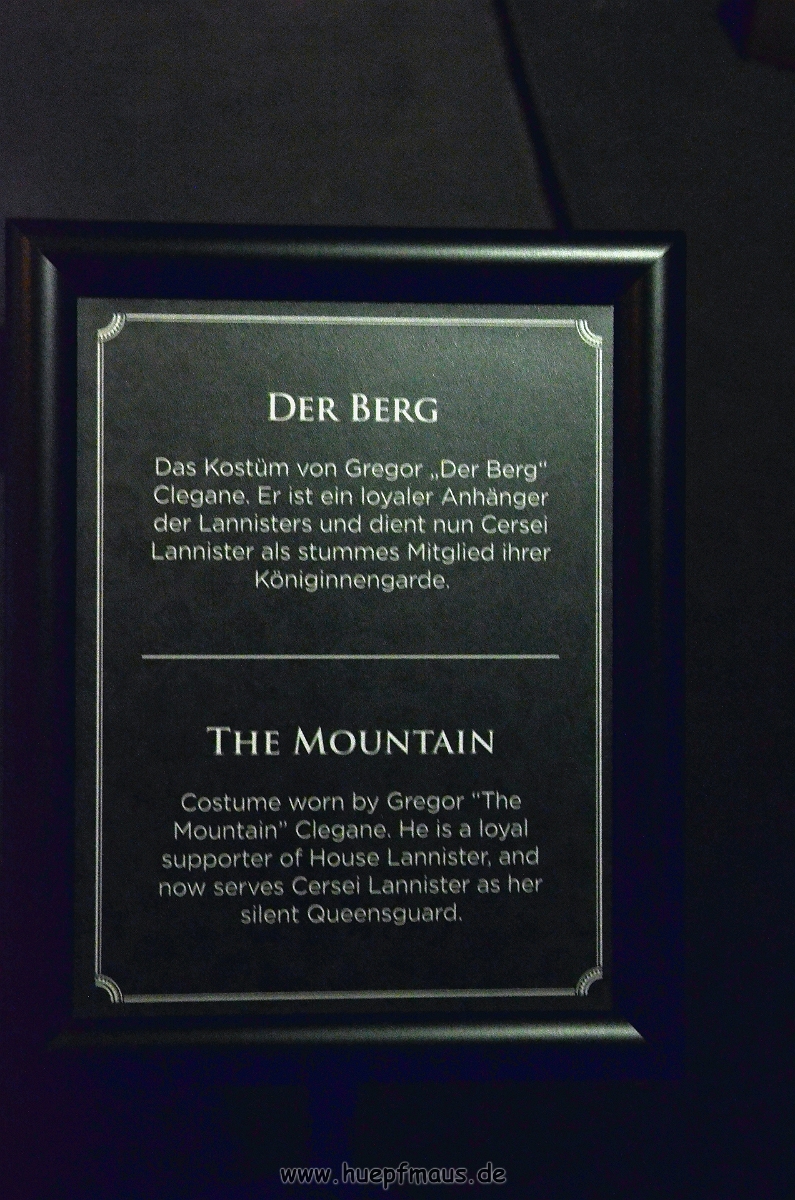 DER BERG
Das Kostüm von Gregor „Der Berg“
Clegane. Er ist ein loyaler Anhänger
der Lannisters und dient nun Cersei
Lannister als stummes Mitglied ihrer
Königinnengarde.
THE MOUNTAIN
Costume worn by Gregor “The
Mountain” Clegane. He is a loyal
supporter of House Lannister, and
now serves Cersei Lannister as her
silent Queensguard.
www.huepfmaus.de